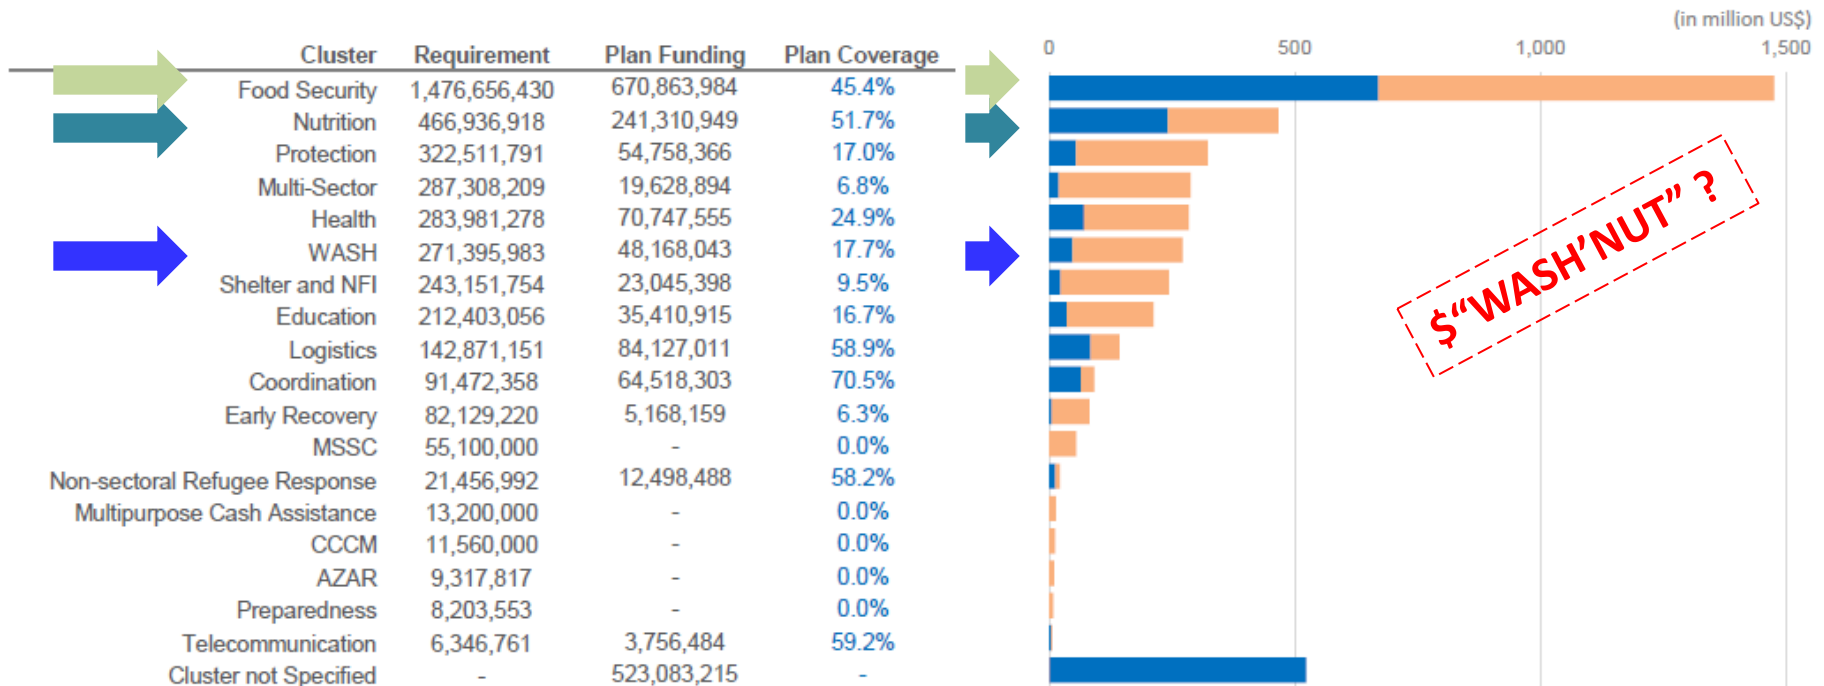 (in million US$)
Cluster Requirement Plan Funding Plan Coverage 0 500 1,000 1,500
Food Security 1,476,656,430 670,863,984 45.4%
Nutrition 466,936,918 241,310,949 51.7%
Protection 322,511,791 54,758,366 17.0%
Multi-Sector 287,308,209 19,628,894 6.8%
Health 283,981,278 70,747,555 24.9%
WASH 271,395,983 48,168,043 17.7%
Shelter and NFI 243,151,754 23,045,398 9.5%
Education 212,403,056 35,410,915 16.7%
Logistics 142,871,151 84,127,011 58.9%
Coordination 91,472,358 64,518,303 70.5%
Early Recovery 82,129,220 5,168,159 6.3%
MSSC 55,100,000 - 0.0%
Non-sectoral Refugee Response 21,456,992 12,498,488 58.2%
Multipurpose Cash Assistance 13,200,000 - 0.0%
CCCM 11,560,000 - 0.0%
AZAR 9,317,817 - 0.0%
Preparedness 8,203,553 - 0.0%
Telecommunication 6,346,761 3,756,484 59.2%
Cluster not Specified - 523,083,215 -
$“WASH’NUT” ?